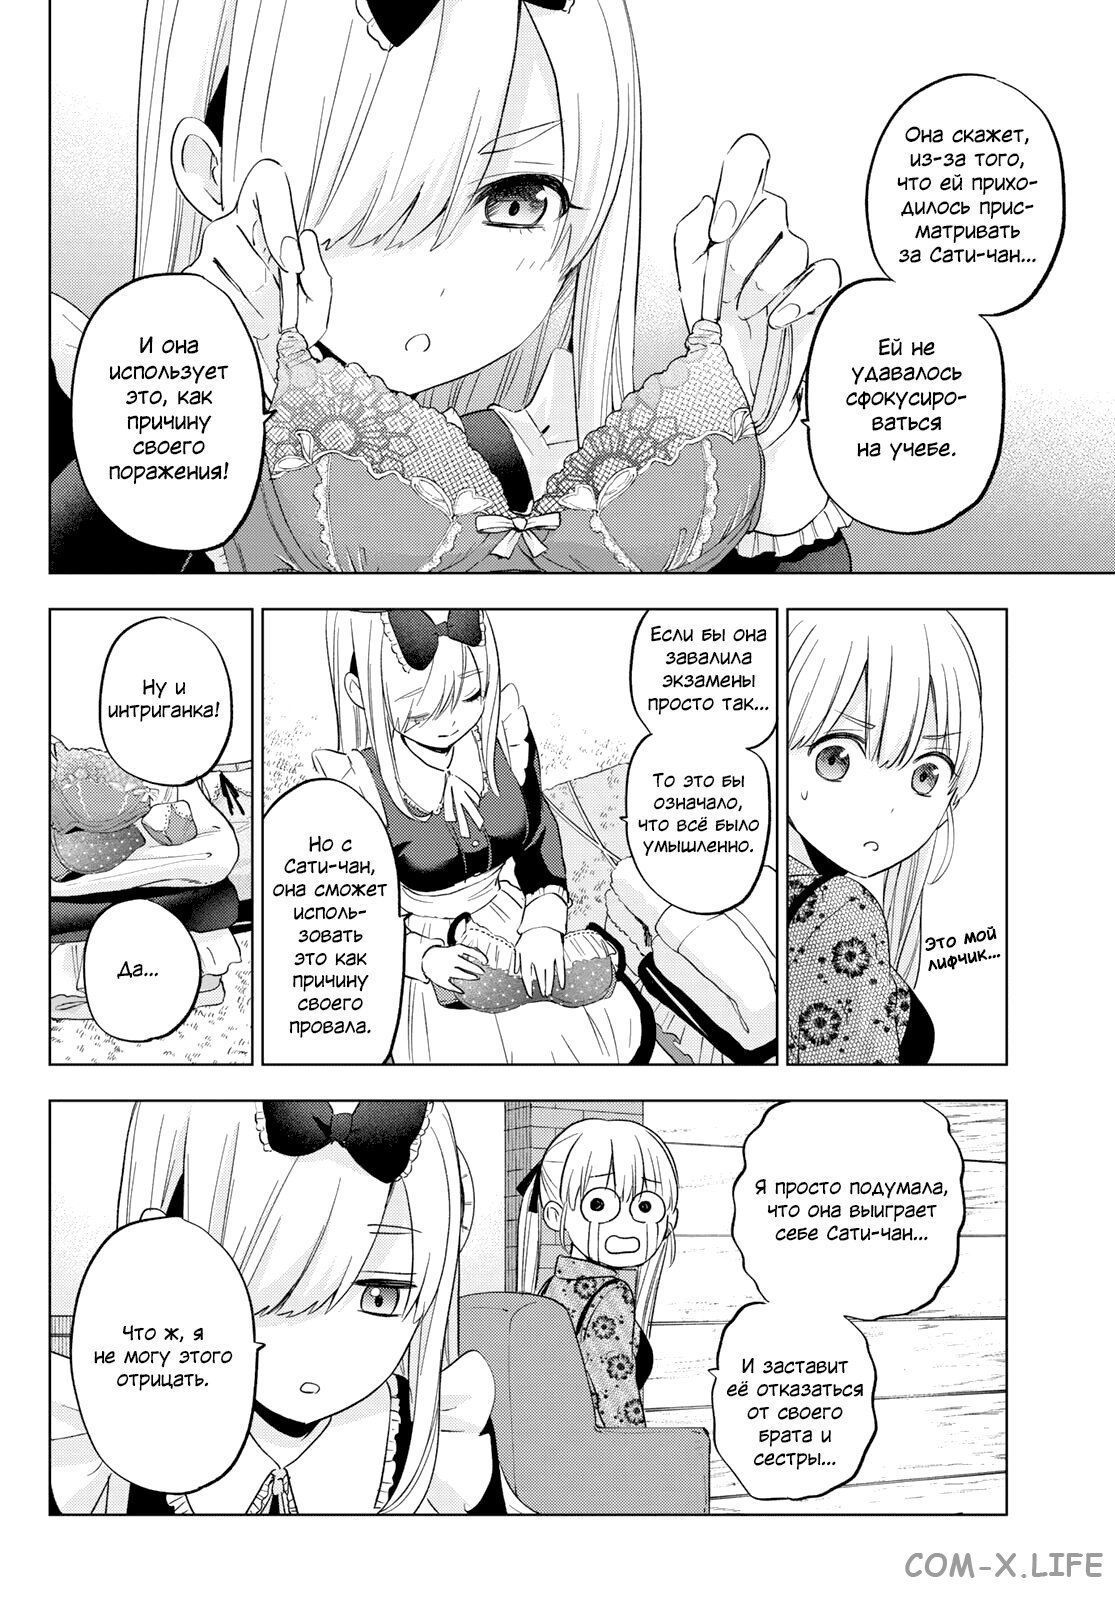 Она скажет,
из-за того,
что ей прихо-
дилось прис-
матривать
за Сати-чан...
Ей не
удавалось
сфокусиро-
ваться
на учебе.
И она
использует
это, как
причину
своего
поражения!
Это мой
лифчик...
Если бы она
завалила
экзамены
просто так...
То это бы
означало,
что всё было
умышленно.
Но с
Сати-чан,
она сможет
исполь-
зовать
это как
причину
своего
провала.
Ну и
интриганка!
Да...
Я просто подумала,
что она выиграет
себе Сати-чан...
И заставит
её отказаться
от своего
брата и
сестры...
Что ж, я
не могу этого
отрицать.
COM-X.LIFE